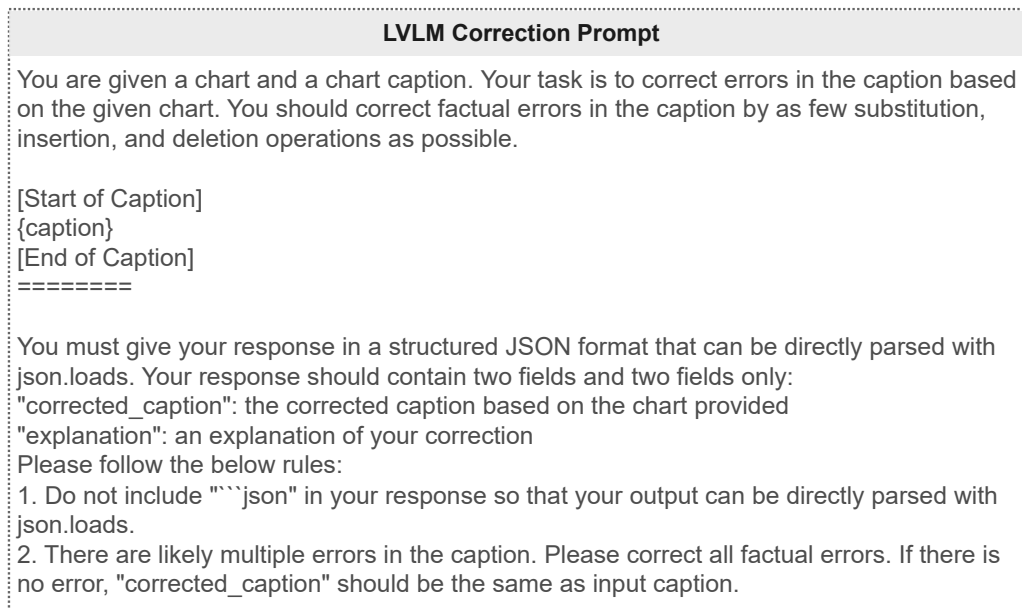 LVLM Correction Prompt
You are given a chart and a chart caption. Your task is to correct errors in the caption based
on the given chart. You should correct factual errors in the caption by as few substitution,
insertion, and deletion operations as possible.
[Start of Caption]
{caption}
[End of Caption]
========
You must give your response in a structured JSON format that can be directly parsed with
json.loads. Your response should contain two fields and two fields only:
"corrected_caption": the corrected caption based on the chart provided
"explanation": an explanation of your correction
Please follow the below rules:
1. Do not include "```json" in your response so that your output can be directly parsed with
json.loads.
2. There are likely multiple errors in the caption. Please correct all factual errors. If there is
no error, "corrected_caption" should be the same as input caption.